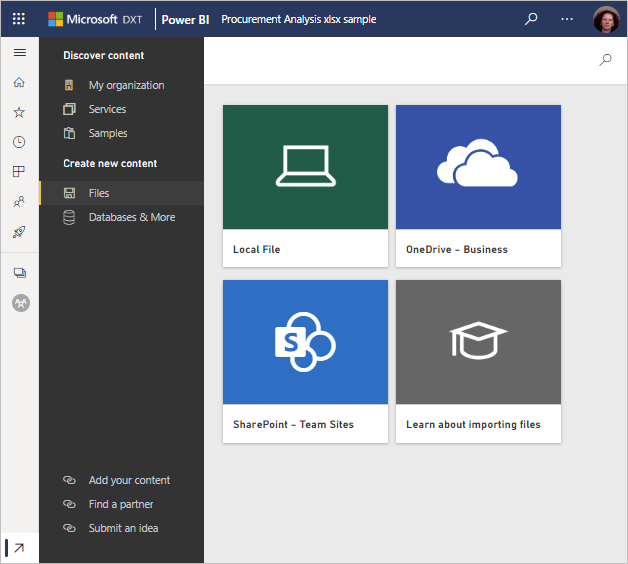 Microsoft DXT Power BI Procurement Analysis xlsx sample
Discover content
My organization
Services
Samples
Create new content
Files
Databases & More
Local File
OneDrive – Business
S
SharePoint – Team Sites
Learn about importing files
Add your content
Find a partner
Submit an idea